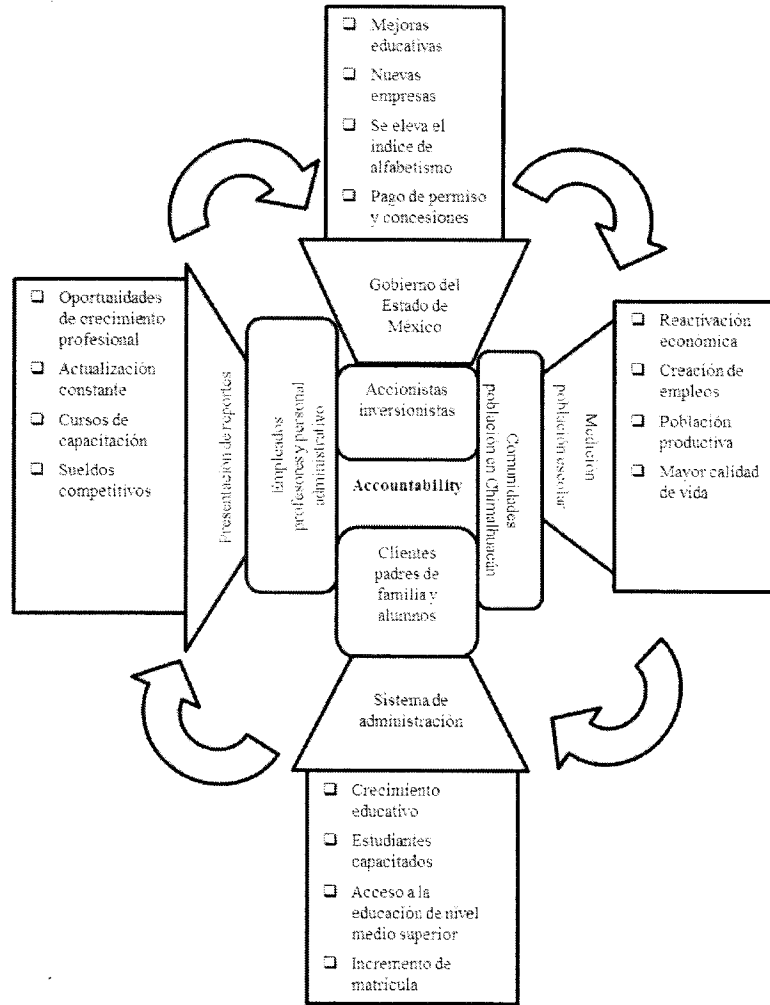 ❑ Mejoras
educativas
❑ Nuevas
empresas
❑ Se eleva el
índice de
alfabetismo
❑ Pago de permiso
y concesiones
Gobierno del
Estado de
México
❑ Oportunidades
de crecimiento
profesional
❑ Actualización
constante
❑ Cursos de
capacitación
❑ Sueldos
competitivos
Presentación de reportes
Empleados
profesores y personal
administrativo
Accionistas
inversionistas
Accountability
Clientes
padres de
familia y
alumnos
Comunidades
población en Chimalhuacán
Medición
población escolar
❑ Reactivación
económica
❑ Creación de
empleos
❑ Población
productiva
❑ Mayor calidad
de vida
Sistema de
administración
❑ Crecimiento
educativo
❑ Estudiantes
capacitados
❑ Acceso a la
educación de nivel
medio superior
❑ Incremento de
matrícula